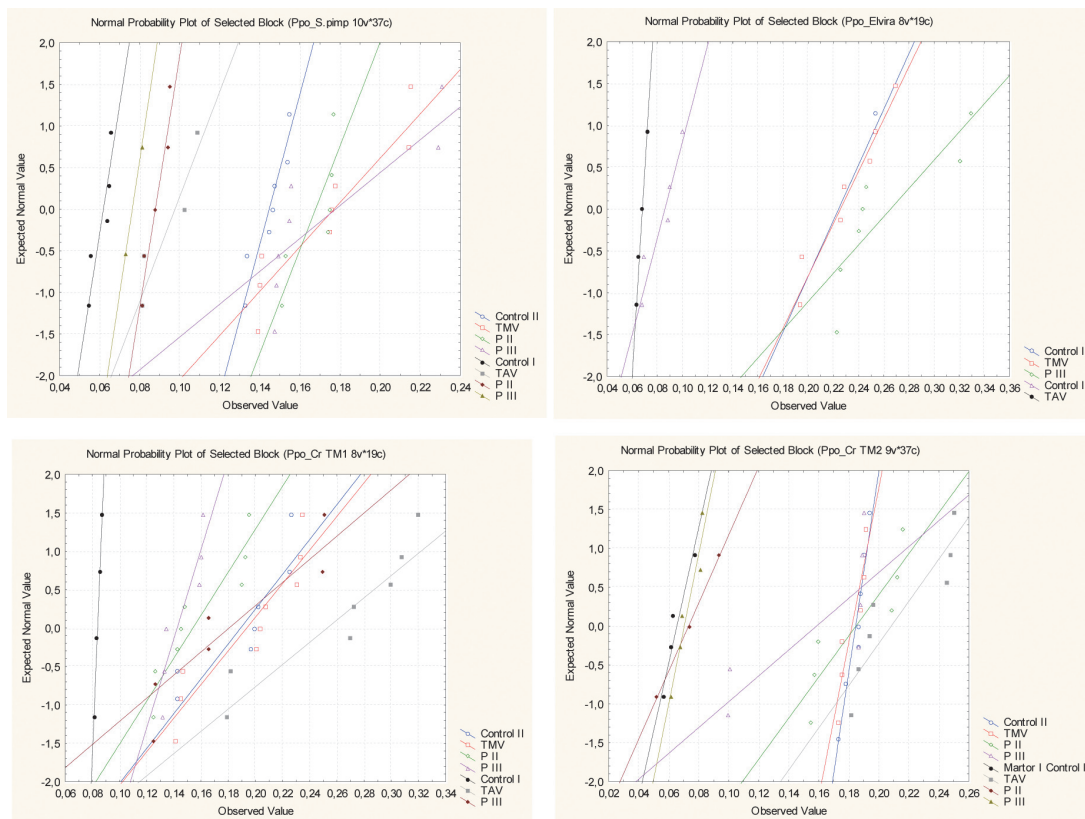 Normal Probability Plot of Selected Block (Ppo_S.pimp 10v*37c)
Expected Normal Value
2,0
1,5
1,0
0,5
0,0
-0,5
-1,0
-1,5
-2,0
0,04 0,06 0,08 0,10 0,12 0,14 0,16 0,18 0,20 0,22 0,24
Observed Value
Control II
TMV
P II
P III
Control I
TAV
P II
P III
Normal Probability Plot of Selected Block (Ppo_Elvira 8v*19c)
Expected Normal Value
2,0
1,5
1,0
0,5
0,0
-0,5
-1,0
-1,5
-2,0
0,04 0,06 0,08 0,10 0,12 0,14 0,16 0,18 0,20 0,22 0,24 0,26 0,28 0,30 0,32 0,34 0,36
Observed Value
Control I
TMV
P III
Control I
TAV
Normal Probability Plot of Selected Block (Ppo_Cr TM1 8v*19c)
Expected Normal Value
2,0
1,5
1,0
0,5
0,0
-0,5
-1,0
-1,5
-2,0
0,06 0,08 0,10 0,12 0,14 0,16 0,18 0,20 0,22 0,24 0,26 0,28 0,30 0,32 0,34
Observed Value
Control II
TMV
P II
P III
Control I
TAV
P III
Normal Probability Plot of Selected Block (Ppo_Cr TM2 9v*37c)
Expected Normal Value
2,0
1,5
1,0
0,5
0,0
-0,5
-1,0
-1,5
-2,0
0,02 0,04 0,06 0,08 0,10 0,12 0,14 0,16 0,18 0,20 0,22 0,24 0,26
Observed Value
Control II
TMV
P II
P III
Martor I Control I
TAV
P II
P III